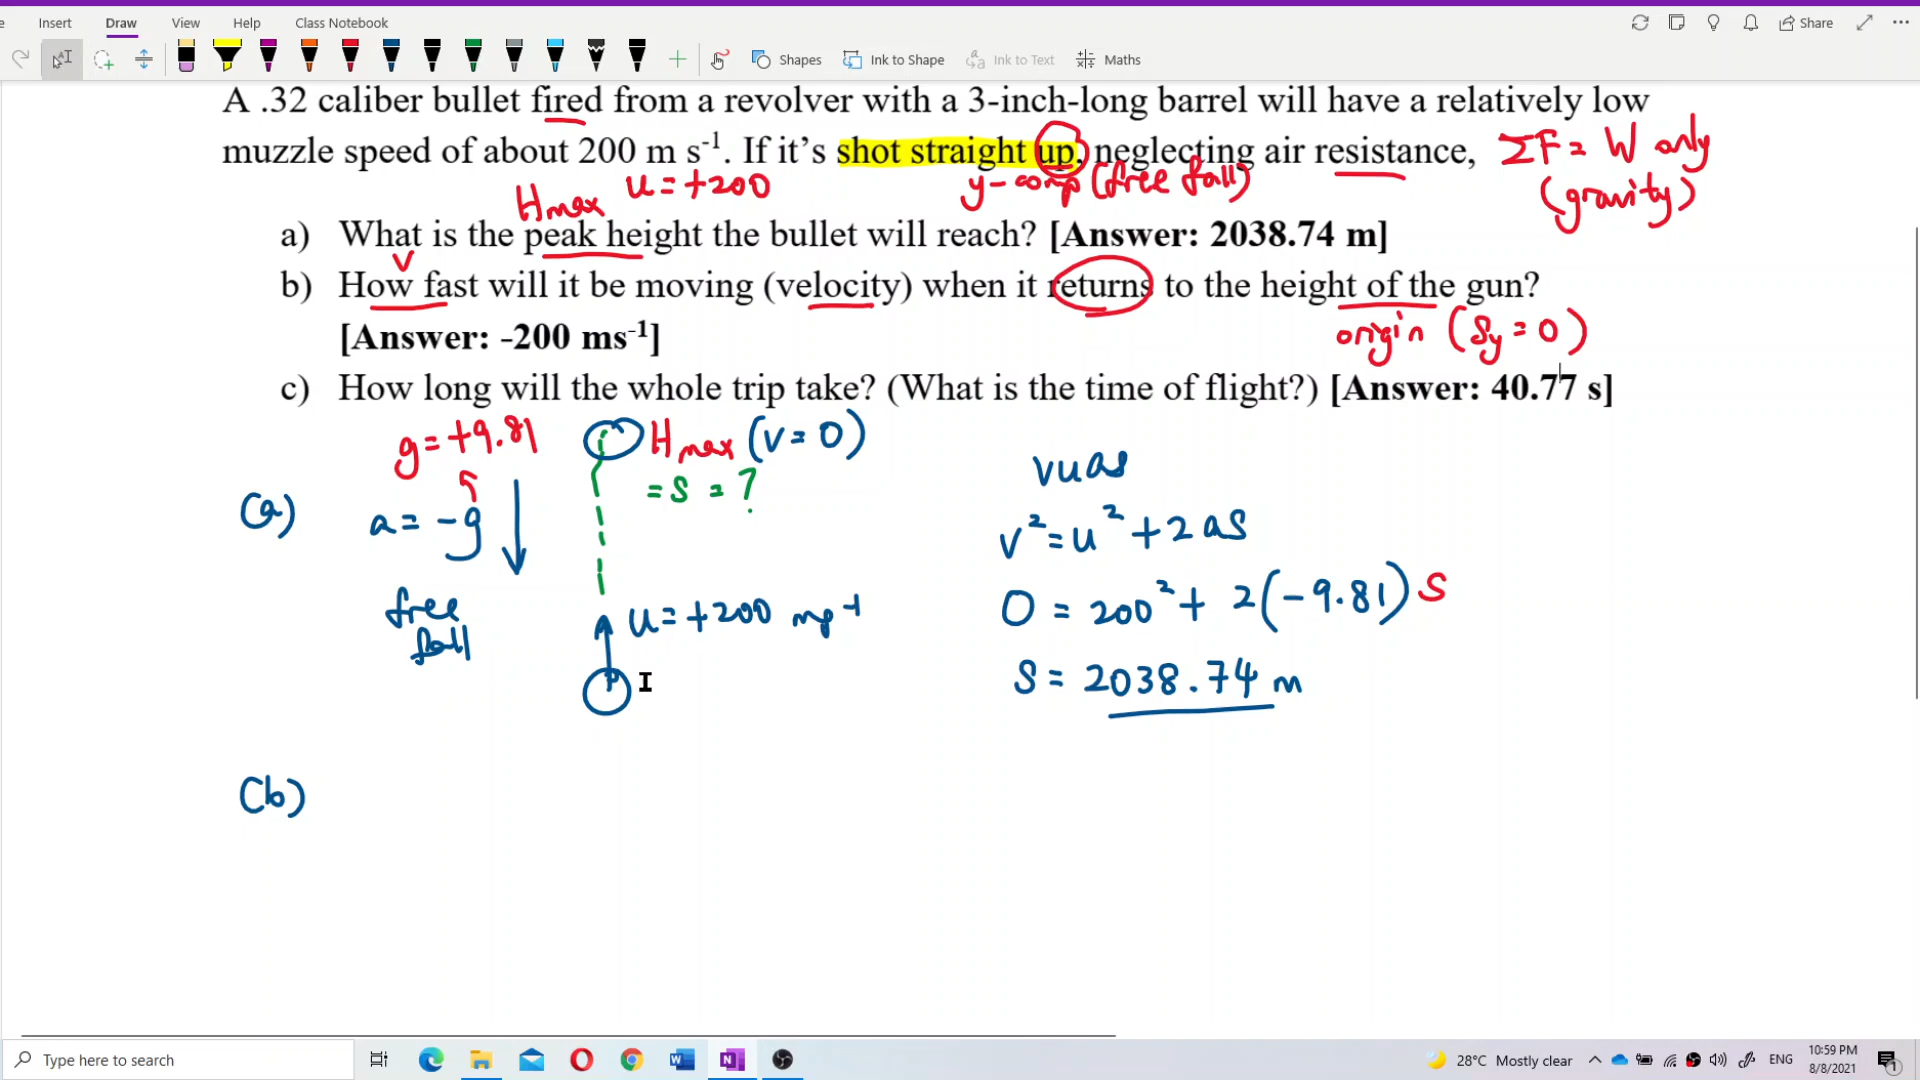 Insert Draw View Help Class Notebook Share
Shapes Ink to Shape Ink to Text Maths
A .32 caliber bullet fired from a revolver with a 3-inch-long barrel will have a relatively low
muzzle speed of about 200 m s⁻¹. If it’s shot straight up, neglecting air resistance,
ΣF = W only
(gravity)
Hmax u = +200 y-comp (free fall)
a) What is the peak height the bullet will reach? [Answer: 2038.74 m]
v
b) How fast will it be moving (velocity) when it returns to the height of the gun?
[Answer: -200 ms⁻¹]
origin (Sy = 0)
c) How long will the whole trip take? (What is the time of flight?) [Answer: 40.77 s]
g = +9.81
Hmax (v = 0)
= s = ?
(a) a = -g
free
fall
u = +200 ms⁻¹
vuas
v² = u² + 2as
0 = 200² + 2(-9.81)s
S = 2038.74 m
(b)
Type here to search
28°C Mostly clear ENG
10:59 PM
8/8/2021
1